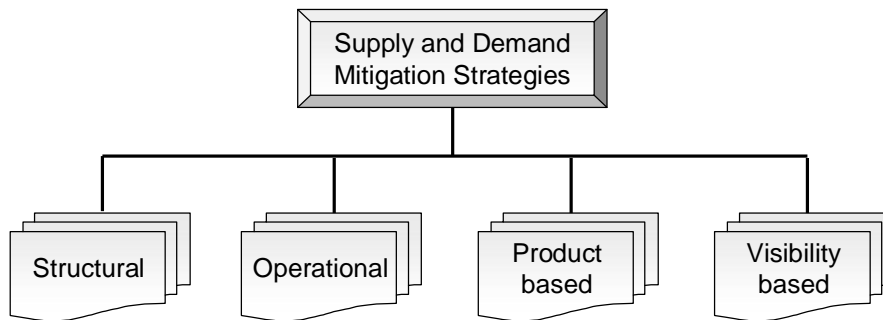 Supply and Demand
Mitigation Strategies
Structural
Operational
Product
based
Visibility
based